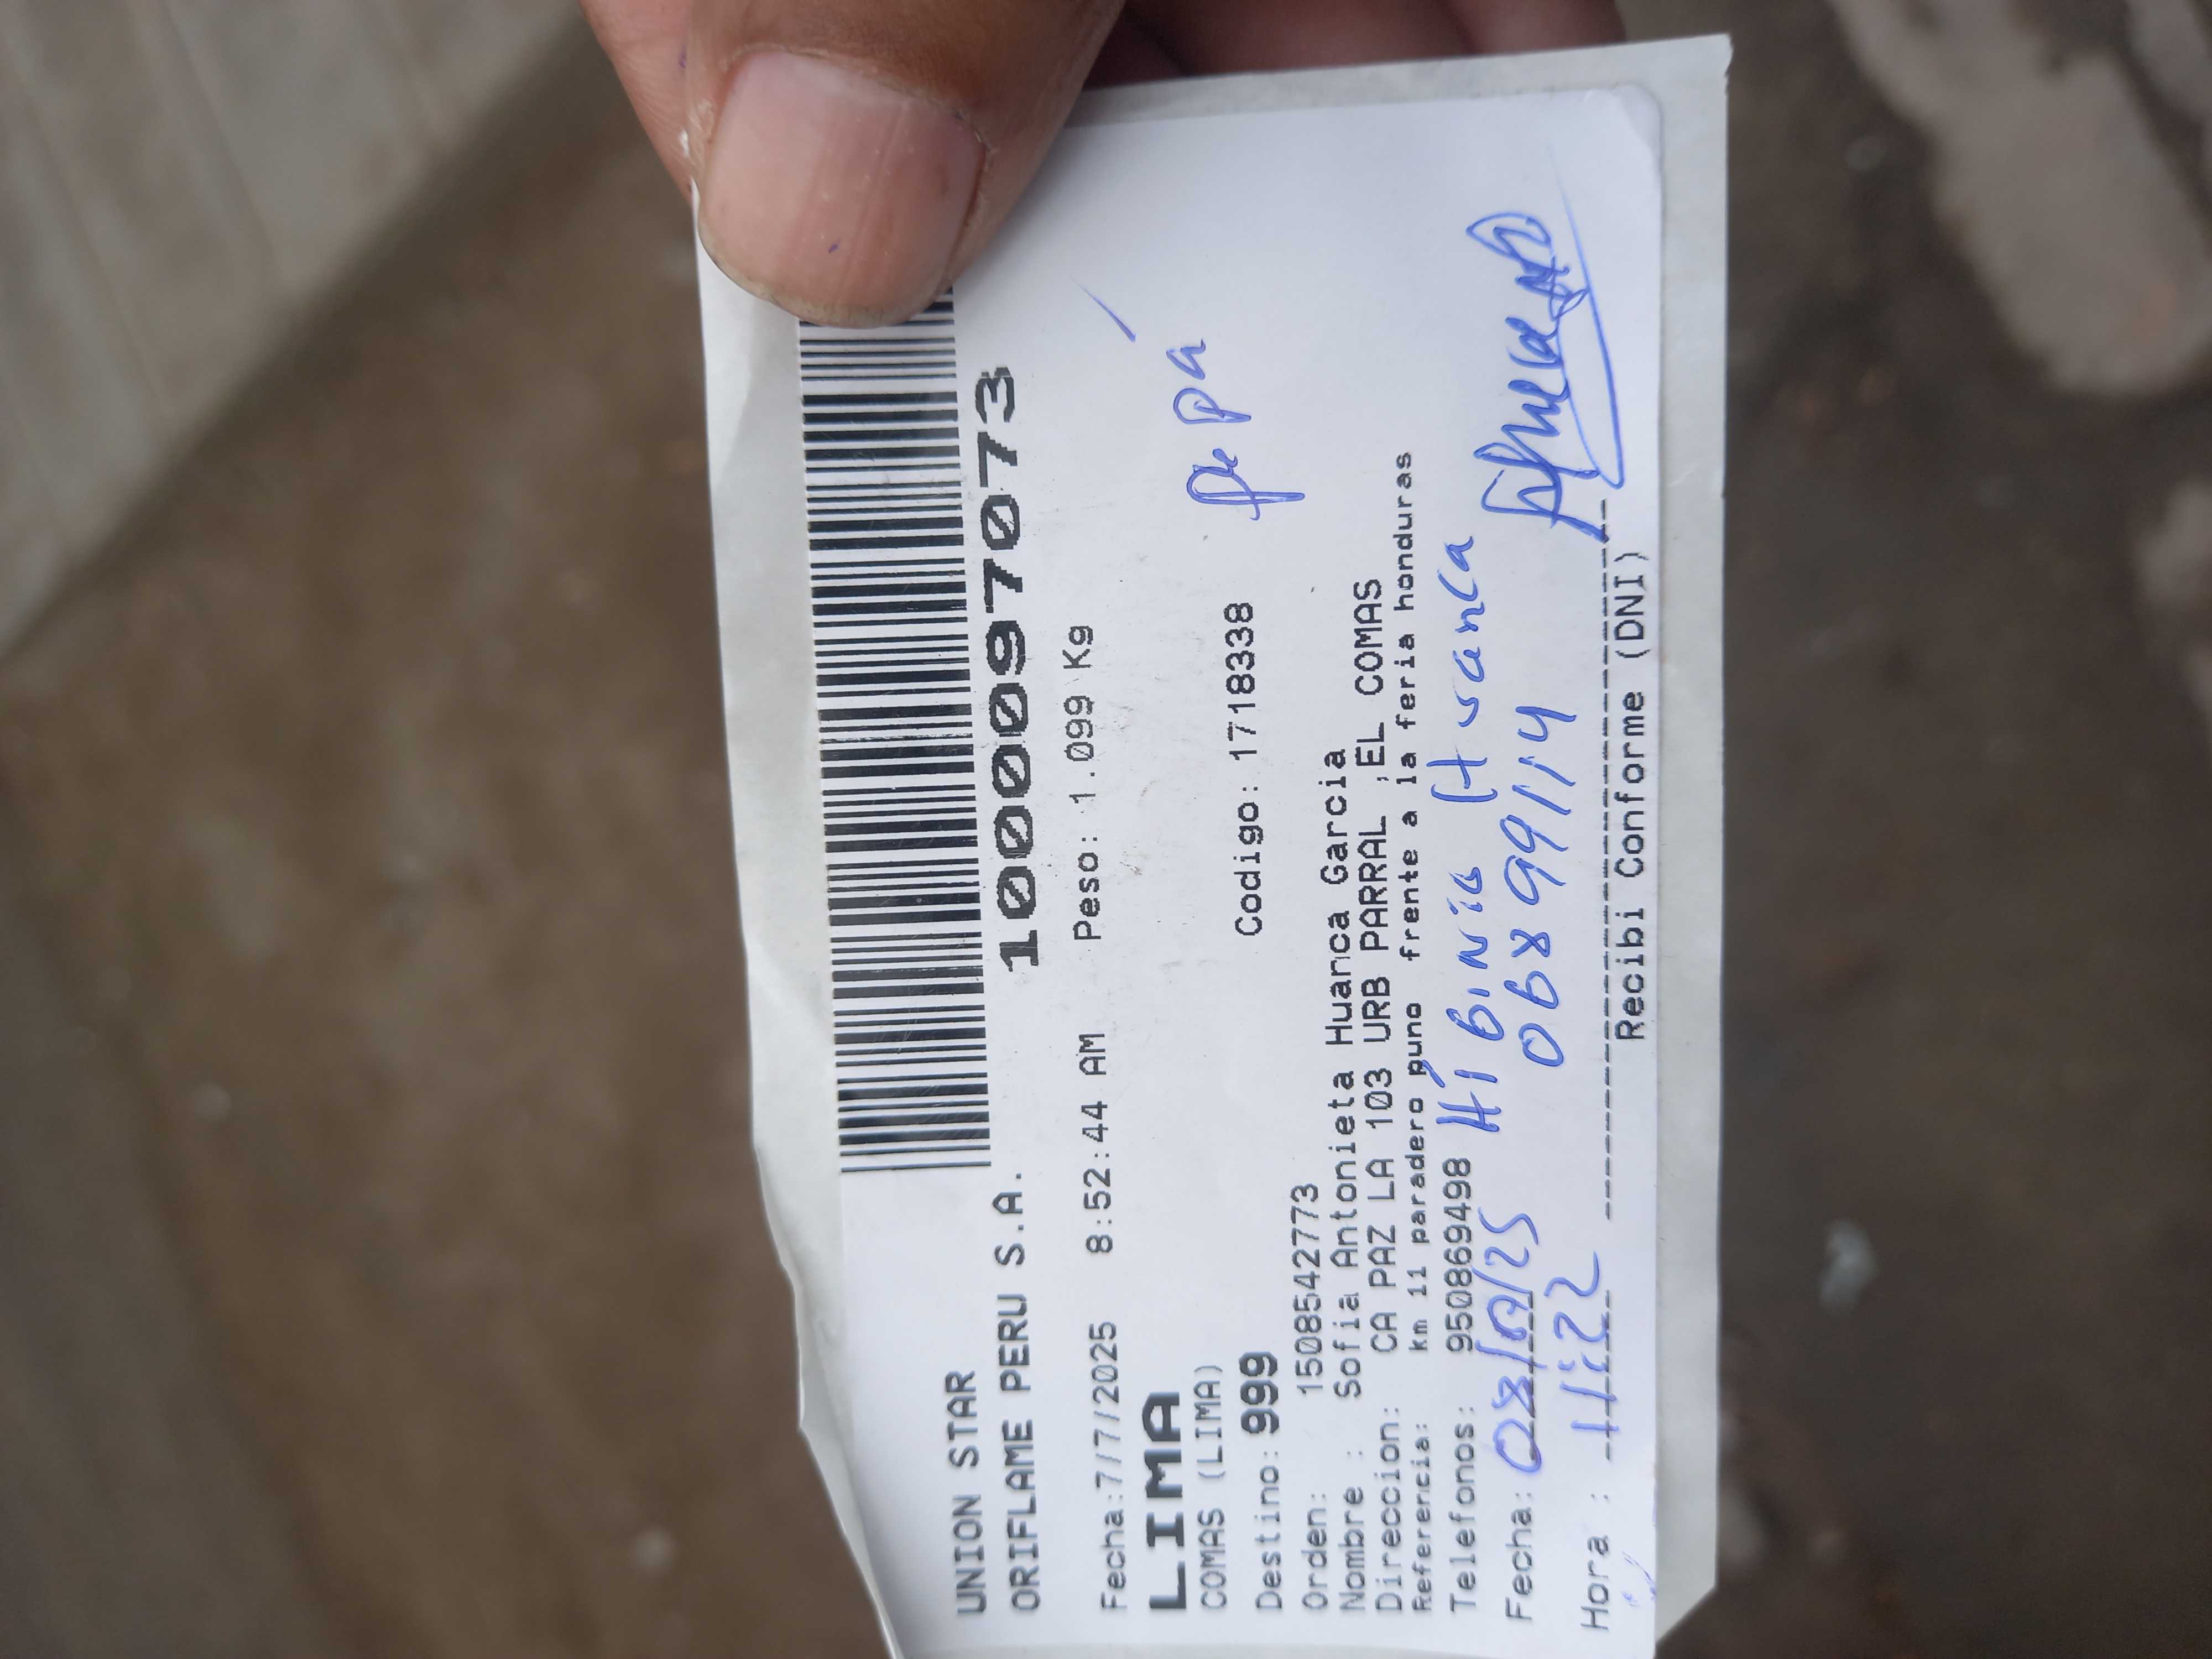 UNION STAR
ORIFLAME PERU S.A. 1000097073
Fecha:7/7/2025 8:52:44 AM Peso: 1.099 Kg
LIMA
COMAS (LIMA)
Destino: 999 Codigo: 1718338
Orden: 1508542773
Nombre : Sofia Antonieta Huanca Garcia
Direccion: CA PAZ LA 103 URB PARRAL ,EL COMAS
Referencia: km 11 paradero puno frente a la feria honduras
Telefonos: 950869498
Huanca
Fecha: 08/07/25 06899114
Hora : 11:22
Recibi Conforme (DNI)